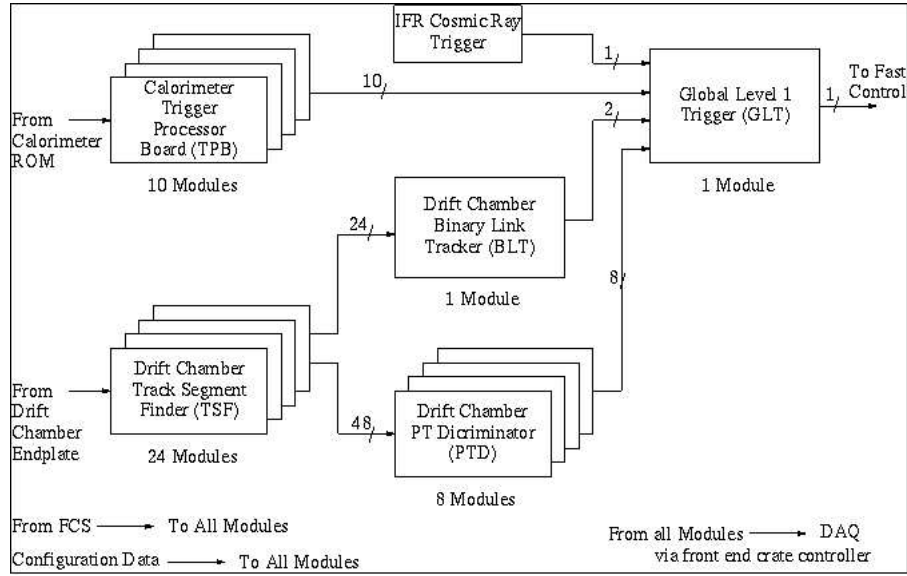 IFR Cosmic Ray
Trigger
1
Calorimeter
Trigger
Processor
Board (TPB)
10
From
Calorimeter
ROM
10 Modules
Global Level 1
Trigger (GLT)
1
To Fast
Control
1 Module
2
24
Drift Chamber
Binary Link
Tracker (BLT)
1 Module
8
Drift Chamber
Track Segment
Finder (TSF)
From
Drift
Chamber
Endplate
24 Modules
48
Drift Chamber
PT Dicriminator
(PTD)
8 Modules
From FCS To All Modules
Configuration Data To All Modules
From all Modules DAQ
via front end crate controller